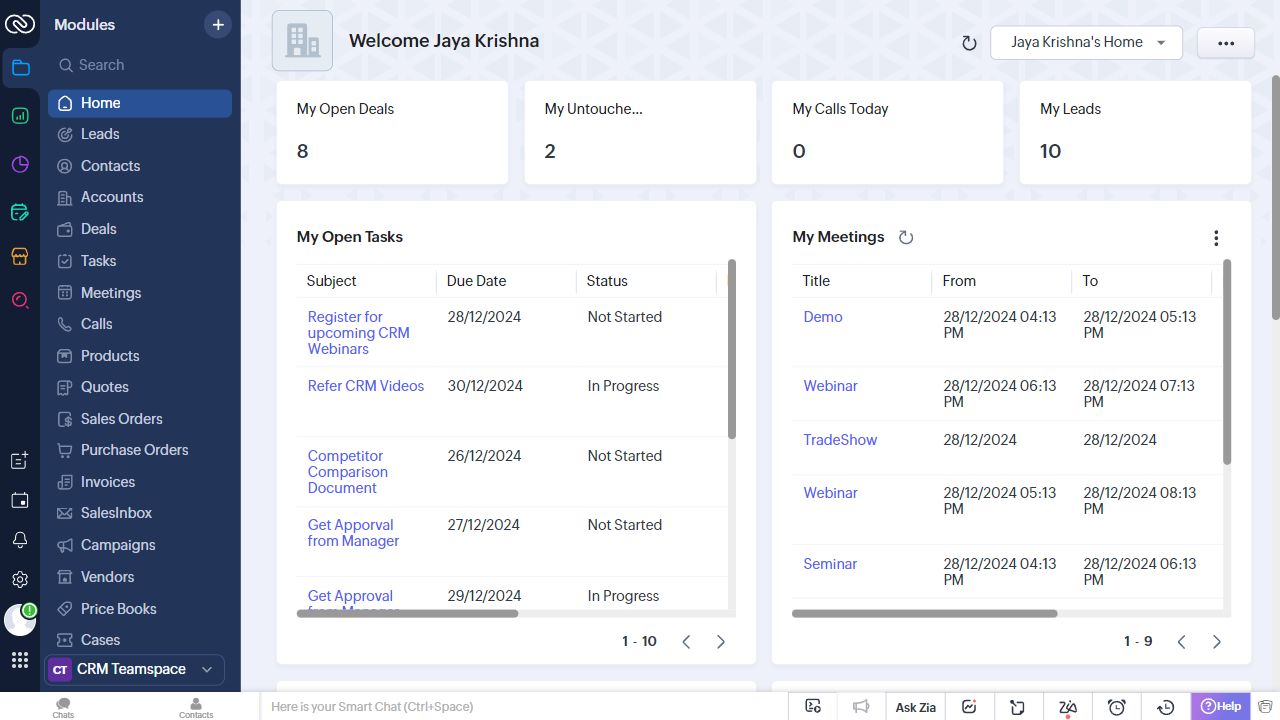 Modules
+
Search
Home
Leads
Contacts
Accounts
Deals
Tasks
Meetings
Calls
Products
Quotes
Sales Orders
Purchase Orders
Invoices
SalesInbox
Campaigns
Vendors
Price Books
Cases
CT CRM Teamspace
Welcome Jaya Krishna
Jaya Krishna's Home
My Open Deals
8
My Untouche...
2
My Calls Today
0
My Leads
10
My Open Tasks
Subject Due Date Status
Register for 28/12/2024 Not Started
upcoming CRM
Webinars
Refer CRM Videos 30/12/2024 In Progress
Competitor 26/12/2024 Not Started
Comparison
Document
Get Apporval 27/12/2024 Not Started
from Manager
Get Approval 29/12/2024 In Progress
from Manager
1 - 10
My Meetings
Title From To
Demo 28/12/2024 04:13 28/12/2024 05:13
PM PM
Webinar 28/12/2024 06:13 28/12/2024 07:13
PM PM
TradeShow 28/12/2024 28/12/2024
Webinar 28/12/2024 05:13 28/12/2024 08:13
PM PM
Seminar 28/12/2024 04:13 28/12/2024 06:13
PM PM
1 - 9
Chats
Contacts
Here is your Smart Chat (Ctrl+Space)
Ask Zia
Help